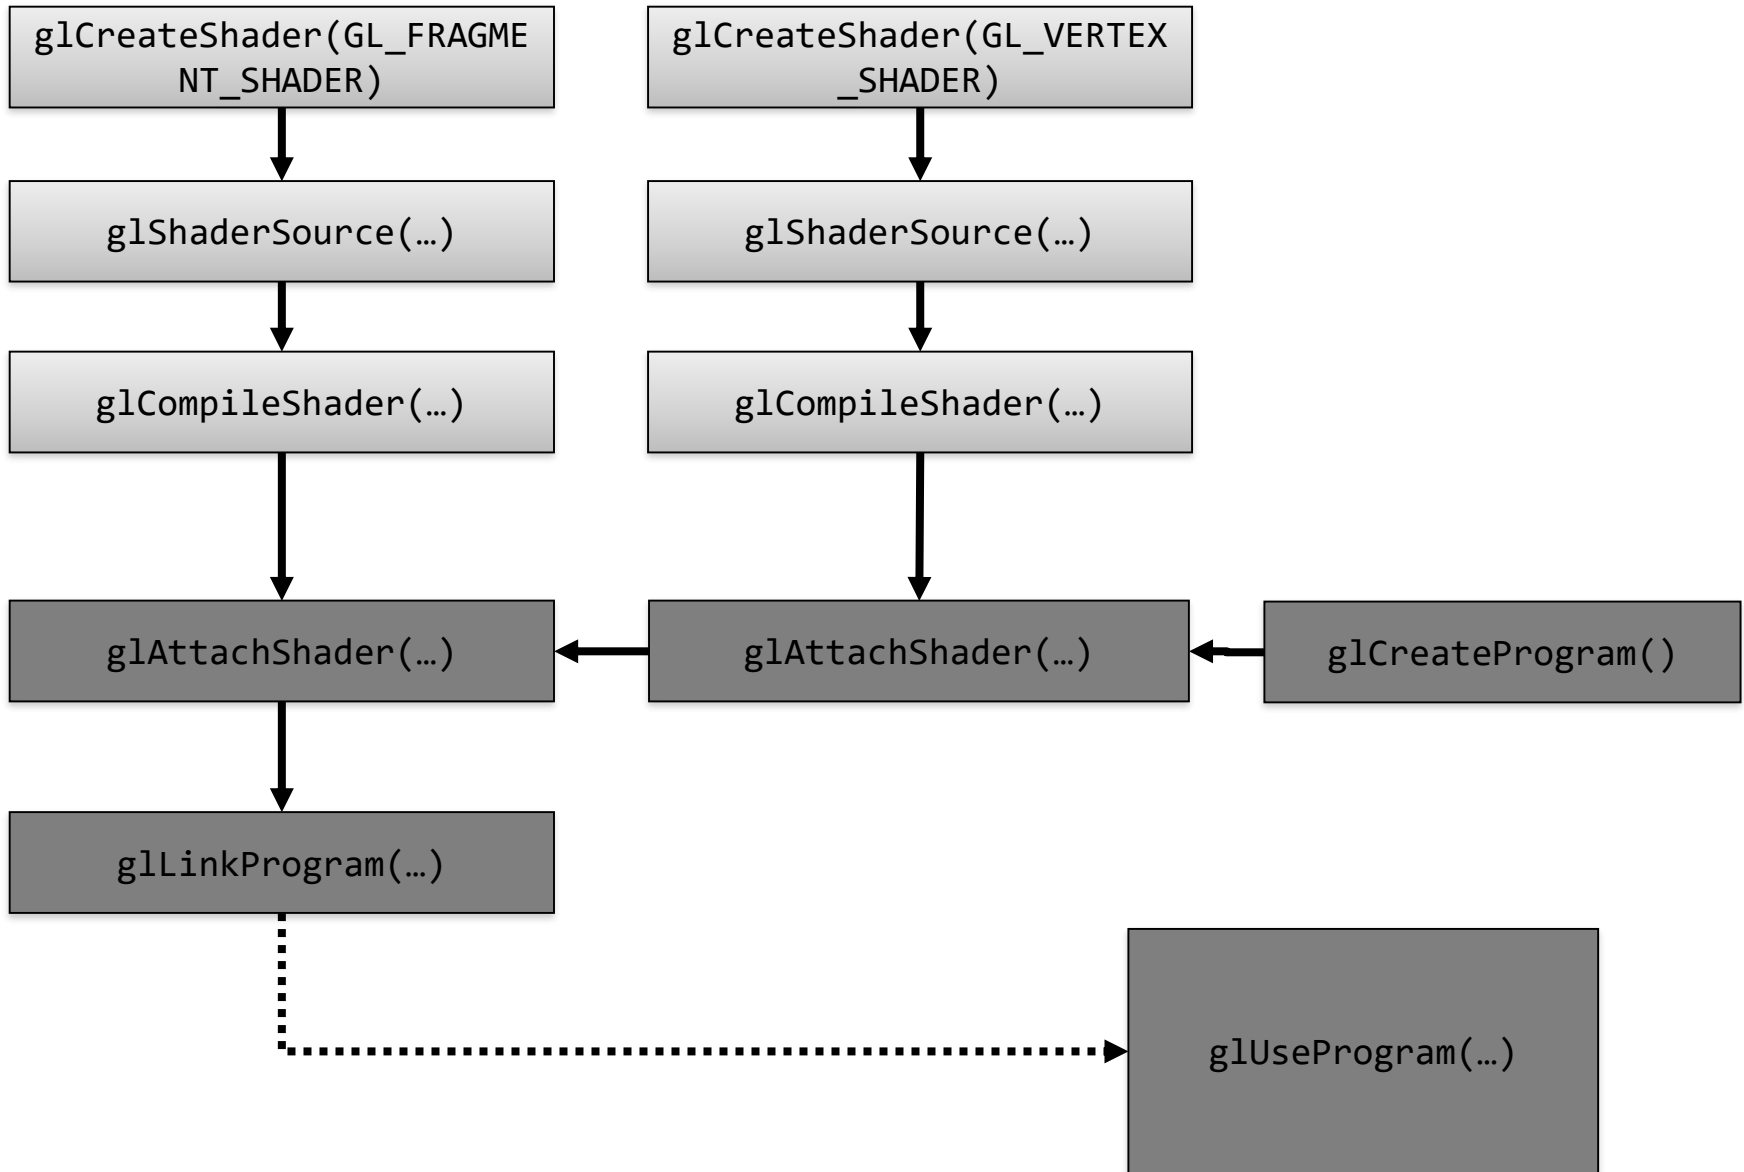 glCreateShader(GL_FRAGME
NT_SHADER)
glCreateShader(GL_VERTEX
_SHADER)
glShaderSource(…)
glShaderSource(…)
glCompileShader(…)
glCompileShader(…)
glAttachShader(…)
glAttachShader(…)
glCreateProgram()
glLinkProgram(…)
glUseProgram(…)